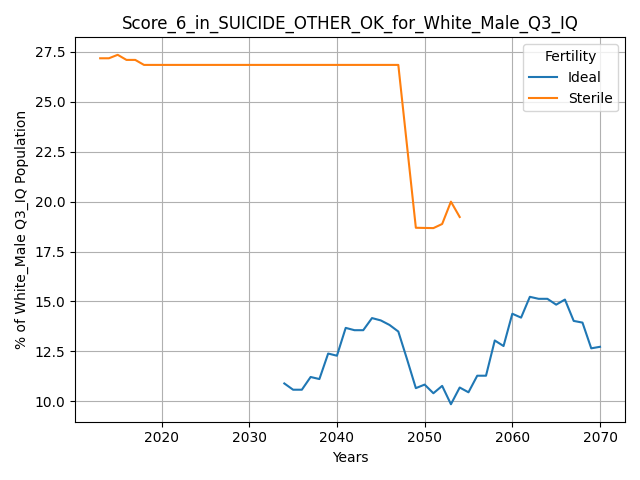 Score_6_in_SUICIDE_OTHER_OK_for_White_Male_Q3_IQ
% of White_Male Q3_IQ Population
27.5
25.0
22.5
20.0
17.5
15.0
12.5
10.0
Fertility
Ideal
Sterile
2020 2030 2040 2050 2060 2070
Years